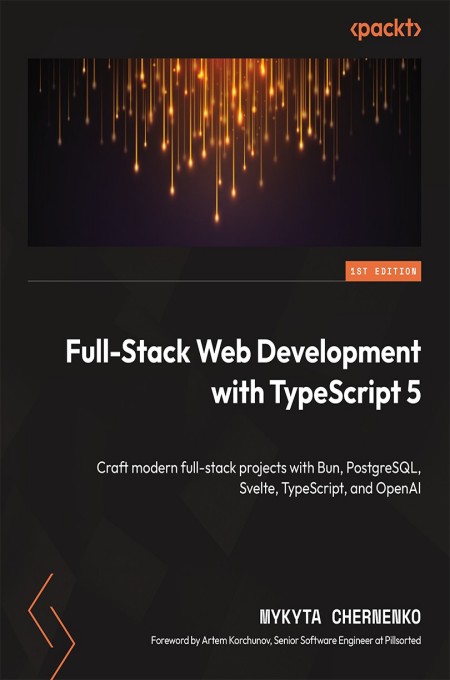 <packt>
1ST EDITION
Full-Stack Web Development
with TypeScript 5
Craft modern full-stack projects with Bun, PostgreSQL,
Svelte, TypeScript, and OpenAI
MYKYTA CHERNENKO
Foreword by Artem Korchunov, Senior Software Engineer at Pillsorted